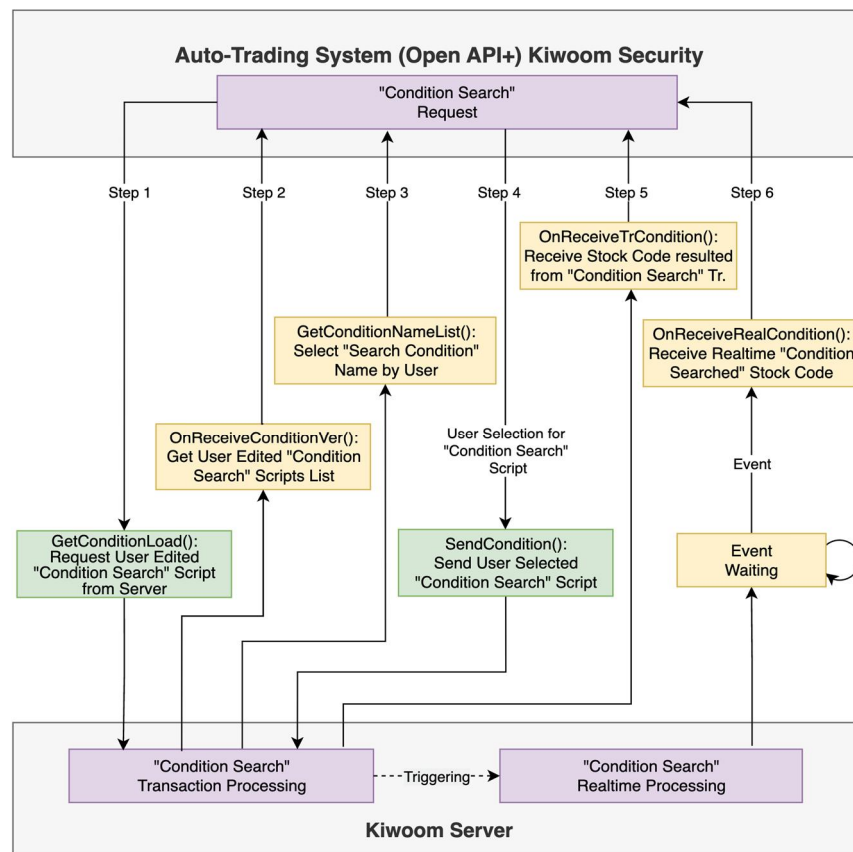 Auto-Trading System (Open API+) Kiwoom Security
"Condition Search"
Request
Step 1
Step 2
Step 3
Step 4
Step 5
Step 6
OnReceiveTrCondition():
Receive Stock Code resulted
from "Condition Search" Tr.
GetConditionNameList():
Select "Search Condition"
Name by User
OnReceiveRealCondition():
Receive Realtime "Condition
Searched" Stock Code
OnReceiveConditionVer():
Get User Edited "Condition
Search" Scripts List
User Selection for
"Condition Search"
Script
Event
GetConditionLoad():
Request User Edited
"Condition Search" Script
from Server
SendCondition():
Send User Selected
"Condition Search" Script
Event
Waiting
"Condition Search"
Transaction Processing
Triggering
"Condition Search"
Realtime Processing
Kiwoom Server